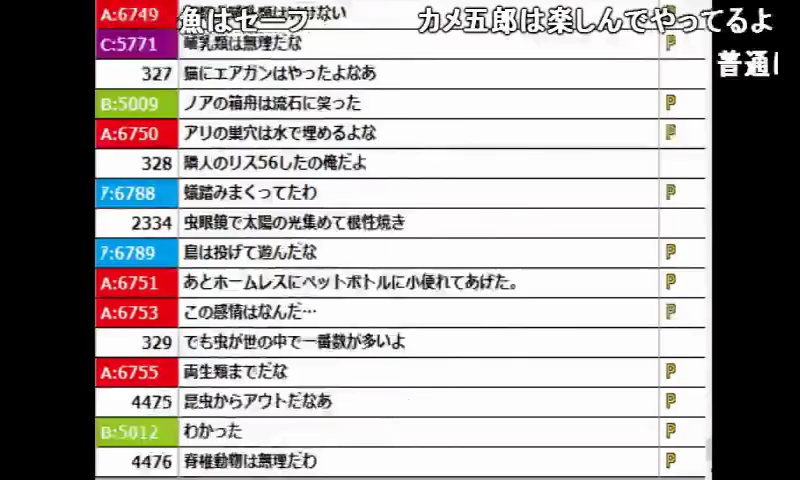 魚はセーフ
カメ五郎は楽しんでやってるよ
普通に
A:6749
C:5771 哺乳類は無理だな P
327 猫にエアガンはやったよなあ
B:5009 ノアの箱舟は流石に笑った P
A:6750 アリの巣穴は水で埋めるよな P
328 隣人のリス56したの俺だよ
ｱ:6788 蟻踏みまくってたわ P
2334 虫眼鏡で太陽の光集めて根性焼き
ｱ:6789 鳥は投げて遊んだな P
A:6751 あとホームレスにペットボトルに小便れてあげた。 P
A:6753 この感情はなんだ… P
329 でも虫が世の中で一番数が多いよ
A:6755 両生類までだな P
4475 昆虫からアウトだなあ P
B:5012 わかった P
4476 脊椎動物は無理だわ P